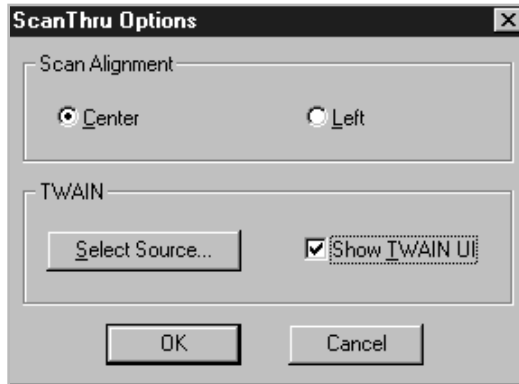 ScanThru Options
Scan Alignment
Center Left
TWAIN
Select Source... Show TWAIN UI
OK Cancel